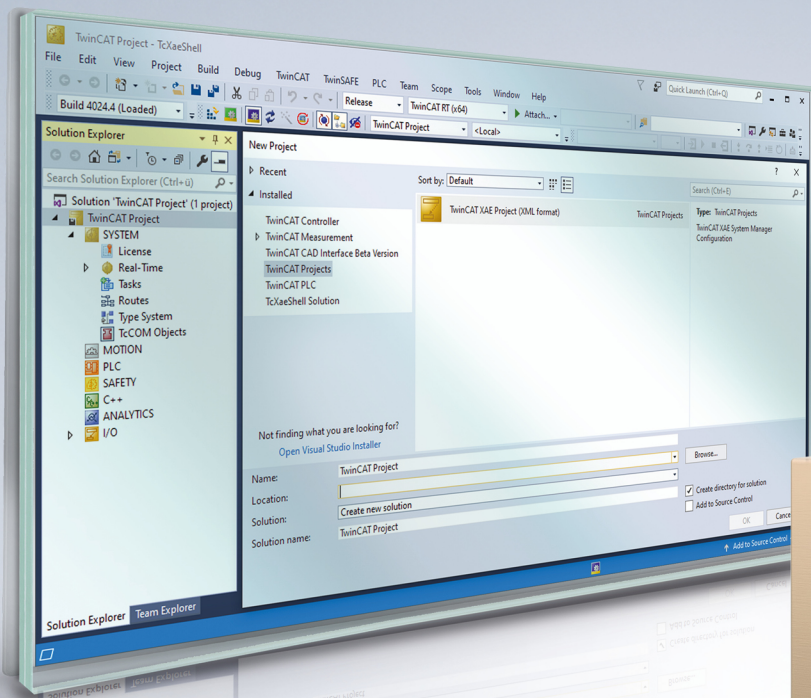 TwinCAT Project - TcXaeShell
Quick Launch (Ctrl+Q)
File Edit View Project Build Debug TwinCAT TwinSAFE PLC Team Scope Tools Window Help
Release TwinCAT RT (x64) Attach...
Build 4024.4 (Loaded) TwinCAT Project <Local>
Solution Explorer
Search Solution Explorer (Ctrl+ü)
Solution 'TwinCAT Project' (1 project)
TwinCAT Project
SYSTEM
License
Real-Time
Tasks
Routes
Type System
TcCOM Objects
MOTION
PLC
SAFETY
C++
ANALYTICS
I/O
Solution Explorer Team Explorer
New Project
? X
Recent
Installed
TwinCAT Controller
TwinCAT Measurement
TwinCAT CAD Interface Beta Version
TwinCAT Projects
TwinCAT PLC
TcXaeShell Solution
Not finding what you are looking for?
Open Visual Studio Installer
Sort by: Default
TwinCAT XAE Project (XML format) TwinCAT Projects
Search (Ctrl+E)
Type: TwinCAT Projects
TwinCAT XAE System Manager
Configuration
Name: TwinCAT Project
Location:
Browse...
Solution: Create new solution
Solution name: TwinCAT Project
Create directory for solution
Add to Source Control
OK Cance
Add to Source Control